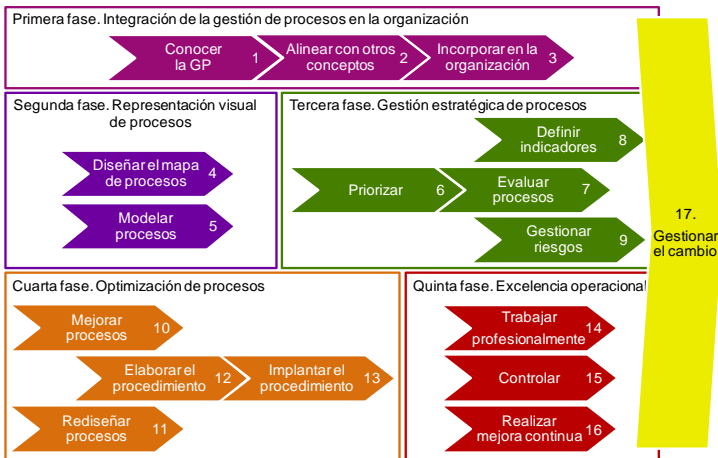 Primera fase. Integración de la gestión de procesos en la organización
Conocer
la GP
1
Alinear con otros
conceptos
2
Incorporar en la
organización
3
Segunda fase. Representación visual
de procesos
Diseñar el mapa
de procesos
4
Modelar
procesos
5
Tercera fase. Gestión estratégica de procesos
Definir
indicadores
8
Priorizar
6
Evaluar
procesos
7
Gestionar
riesgos
9
17.
Gestionar
el cambio
Cuarta fase. Optimización de procesos
Mejorar
procesos
10
Elaborar el
procedimiento
12
Implantar el
procedimiento
13
Rediseñar
procesos
11
Quinta fase. Excelencia operacional
Trabajar
profesionalmente
14
Controlar
15
Realizar
mejora continua
16